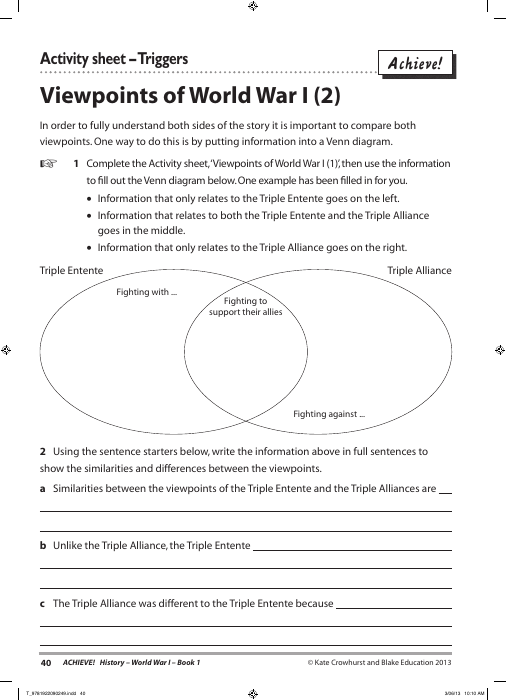 Activity sheet – Triggers
Achieve!
Viewpoints of World War I (2)
In order to fully understand both sides of the story it is important to compare both
viewpoints. One way to do this is by putting information into a Venn diagram.
☞ 1 Complete the Activity sheet, 'Viewpoints of World War I (1)', then use the information
to fill out the Venn diagram below. One example has been filled in for you.
• Information that only relates to the Triple Entente goes on the left.
• Information that relates to both the Triple Entente and the Triple Alliance
goes in the middle.
• Information that only relates to the Triple Alliance goes on the right.
Triple Entente
Triple Alliance
Fighting with ...
Fighting to
support their allies
Fighting against ...
2 Using the sentence starters below, write the information above in full sentences to
show the similarities and differences between the viewpoints.
a Similarities between the viewpoints of the Triple Entente and the Triple Alliances are
b Unlike the Triple Alliance, the Triple Entente
c The Triple Alliance was different to the Triple Entente because
40 ACHIEVE! History – World War I – Book 1
© Kate Crowhurst and Blake Education 2013
T_9781922090249.indd 40
3/06/13 10:10 AM